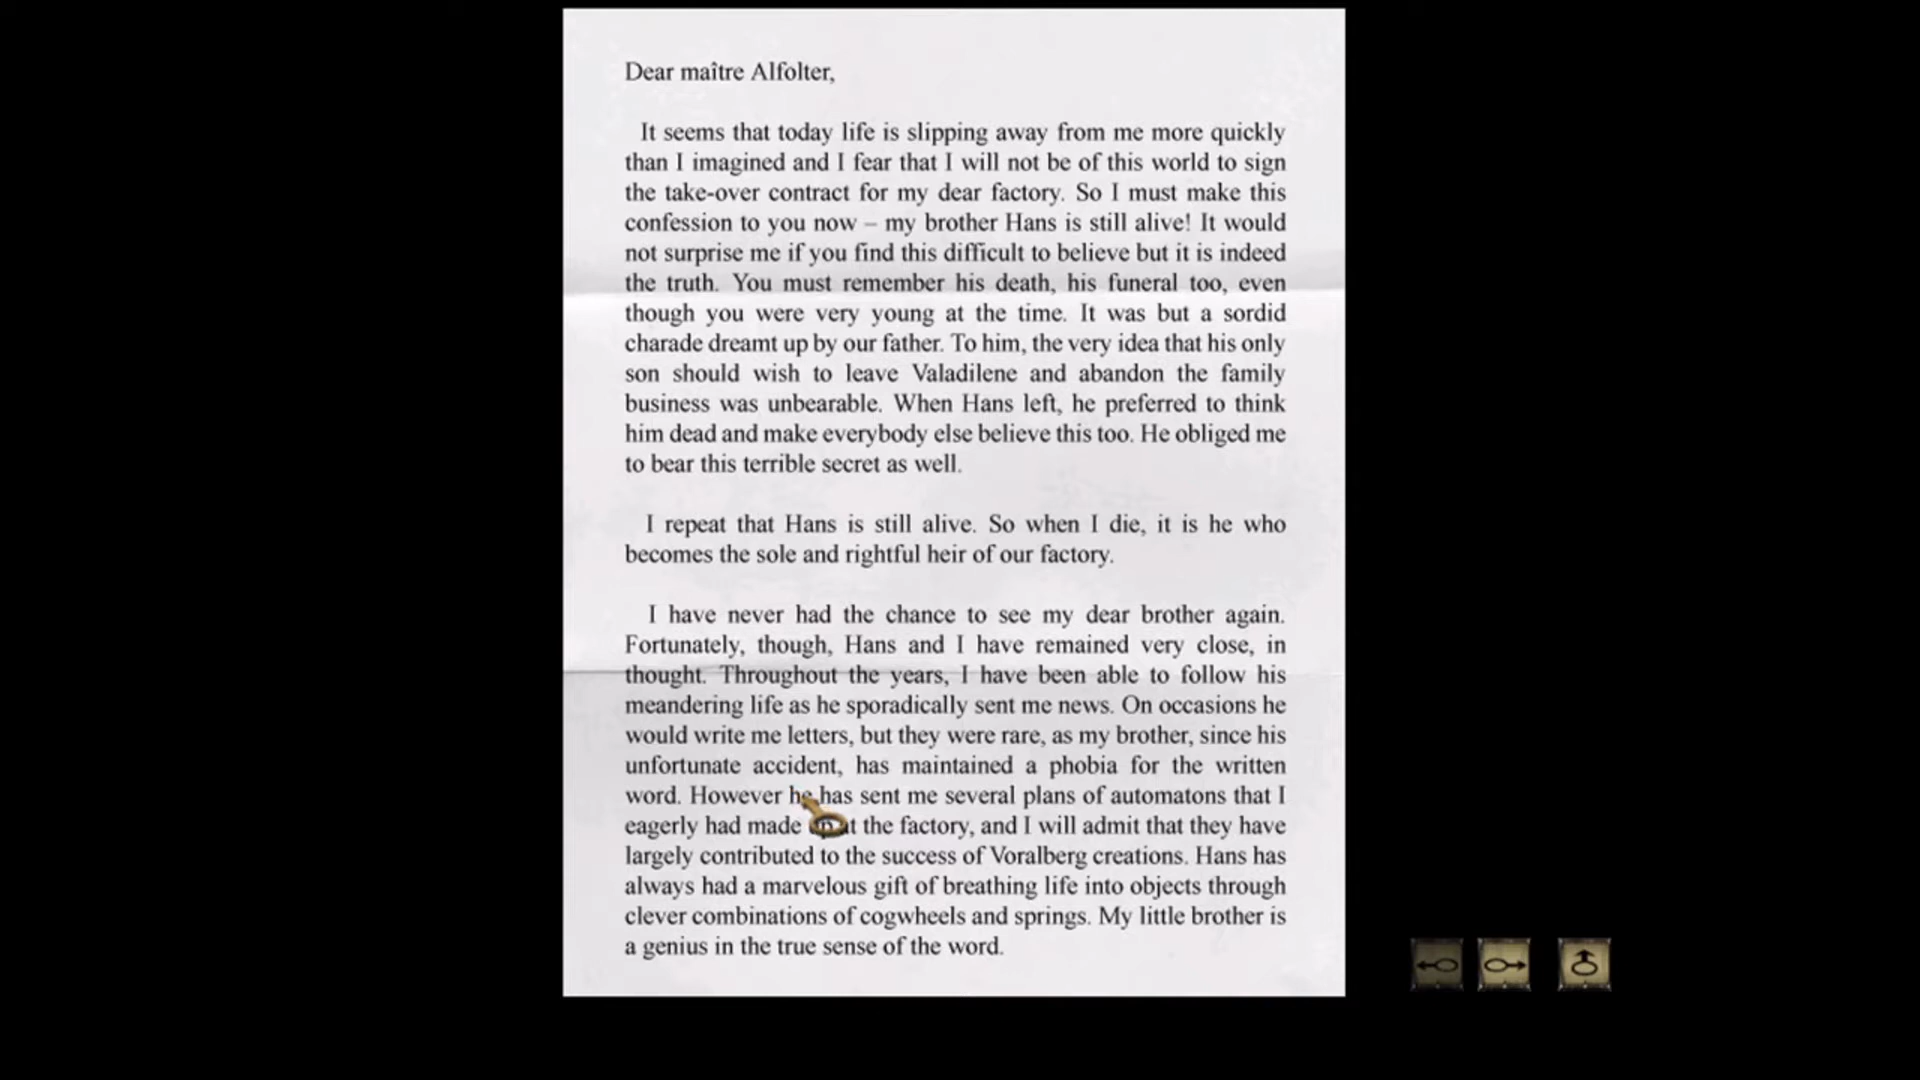 Dear maître Alfolter,
It seems that today life is slipping away from me more quickly
than I imagined and I fear that I will not be of this world to sign
the take-over contract for my dear factory. So I must make this
confession to you now – my brother Hans is still alive! It would
not surprise me if you find this difficult to believe but it is indeed
the truth. You must remember his death, his funeral too, even
though you were very young at the time. It was but a sordid
charade dreamt up by our father. To him, the very idea that his only
son should wish to leave Valadilene and abandon the family
business was unbearable. When Hans left, he preferred to think
him dead and make everybody else believe this too. He obliged me
to bear this terrible secret as well.
I repeat that Hans is still alive. So when I die, it is he who
becomes the sole and rightful heir of our factory.
I have never had the chance to see my dear brother again.
Fortunately, though, Hans and I have remained very close, in
thought. Throughout the years, I have been able to follow his
meandering life as he sporadically sent me news. On occasions he
would write me letters, but they were rare, as my brother, since his
unfortunate accident, has maintained a phobia for the written
word. However he has sent me several plans of automatons that I
eagerly had made the factory, and I will admit that they have
largely contributed to the success of Voralberg creations. Hans has
always had a marvelous gift of breathing life into objects through
clever combinations of cogwheels and springs. My little brother is
a genius in the true sense of the word.